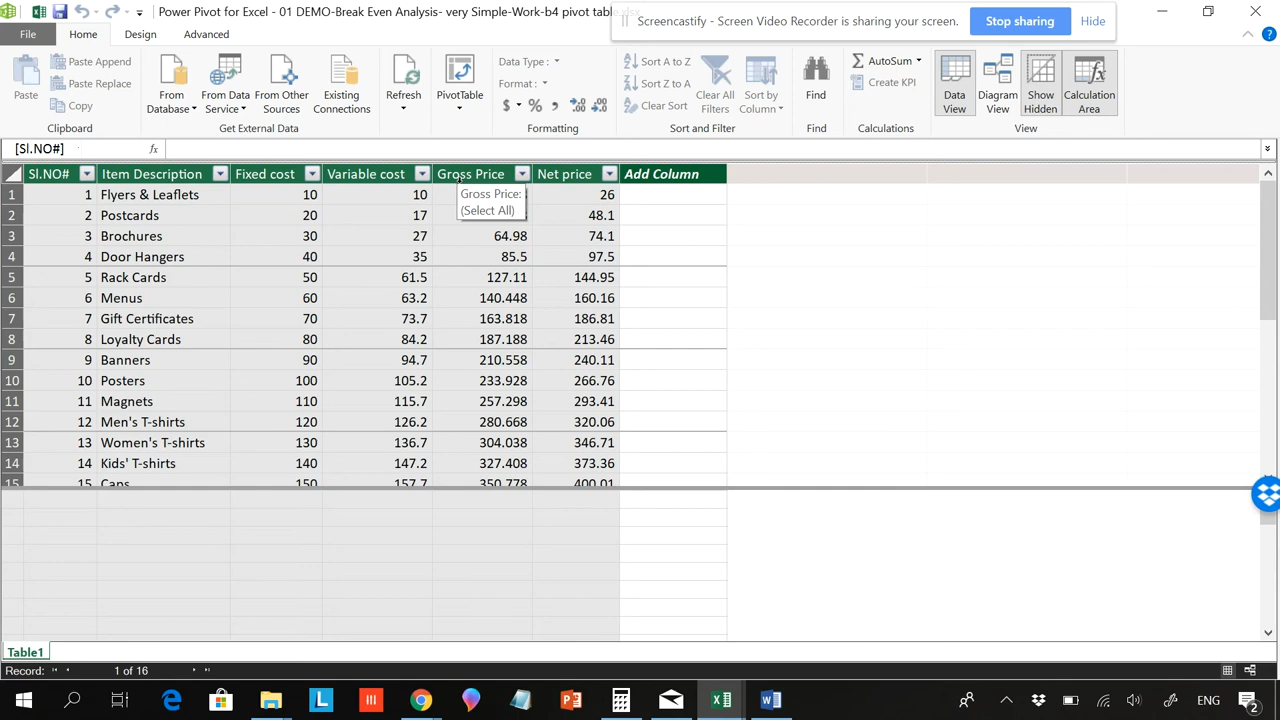 Power Pivot for Excel - 01 DEMO-Break Even Analysis- very Simple-Work-b4 pivot table.xlsx
Screencastify - Screen Video Recorder is sharing your screen. Stop sharing Hide
File Home Design Advanced
Paste Paste Append
Paste Replace
Copy
Clipboard
From Database
From Data Service
From Other Sources
Existing Connections
Get External Data
Refresh
PivotTable
Data Type :
Format :
$ % ,
Formatting
Sort A to Z
Sort Z to A
Clear Sort
Clear All Filters
Sort by Column
Sort and Filter
Find
Find
AutoSum
Create KPI
Calculations
Data View
Diagram View
Show Hidden
Calculation Area
View
[Sl.NO#] fx
Sl.NO# Item Description Fixed cost Variable cost Gross Price Net price Add Column
1 1 Flyers & Leaflets 10 10 26
2 2 Postcards 20 17 48.1
Gross Price:
(Select All)
3 3 Brochures 30 27 64.98 74.1
4 4 Door Hangers 40 35 85.5 97.5
5 5 Rack Cards 50 61.5 127.11 144.95
6 6 Menus 60 63.2 140.448 160.16
7 7 Gift Certificates 70 73.7 163.818 186.81
8 8 Loyalty Cards 80 84.2 187.188 213.46
9 9 Banners 90 94.7 210.558 240.11
10 10 Posters 100 105.2 233.928 266.76
11 11 Magnets 110 115.7 257.298 293.41
12 12 Men's T-shirts 120 126.2 280.668 320.06
13 13 Women's T-shirts 130 136.7 304.038 346.71
14 14 Kids' T-shirts 140 147.2 327.408 373.36
15 15 Caps 150 157.7 350.778 400.01
Table1
Record: 1 of 16
ENG 2